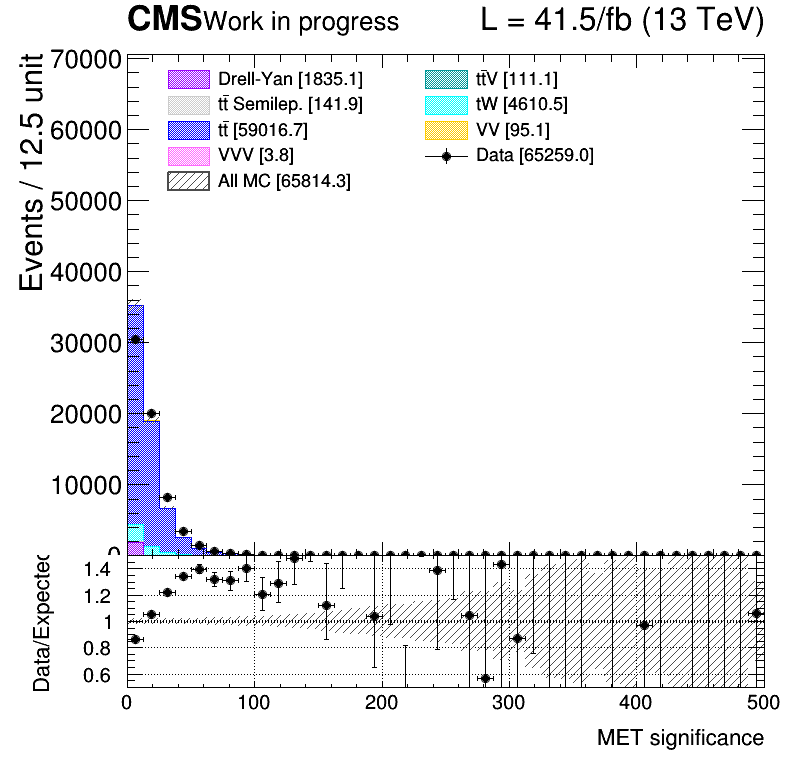 CMS Work in progress L = 41.5/fb (13 TeV)
Events / 12.5 unit
70000
60000
50000
40000
30000
20000
10000
0
Drell-Yan [1835.1]
tt̄ Semilep. [141.9]
tt̄ [59016.7]
VVV [3.8]
All MC [65814.3]
tt̄V [111.1]
tW [4610.5]
VV [95.1]
Data [65259.0]
Data/Expected
1.4
1.2
1
0.8
0.6
0 100 200 300 400 500
MET significance